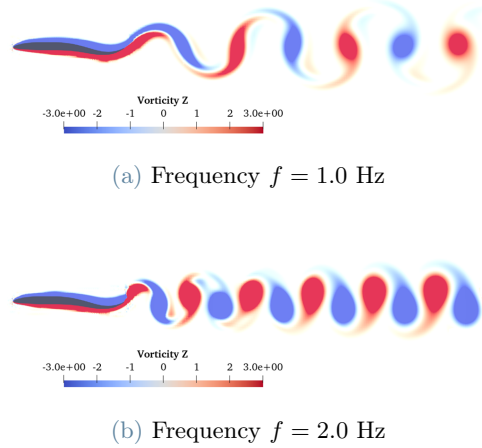 Vorticity Z
-3.0e+00 -2 -1 0 1 2 3.0e+00
(a) Frequency f = 1.0 Hz
Vorticity Z
-3.0e+00 -2 -1 0 1 2 3.0e+00
(b) Frequency f = 2.0 Hz